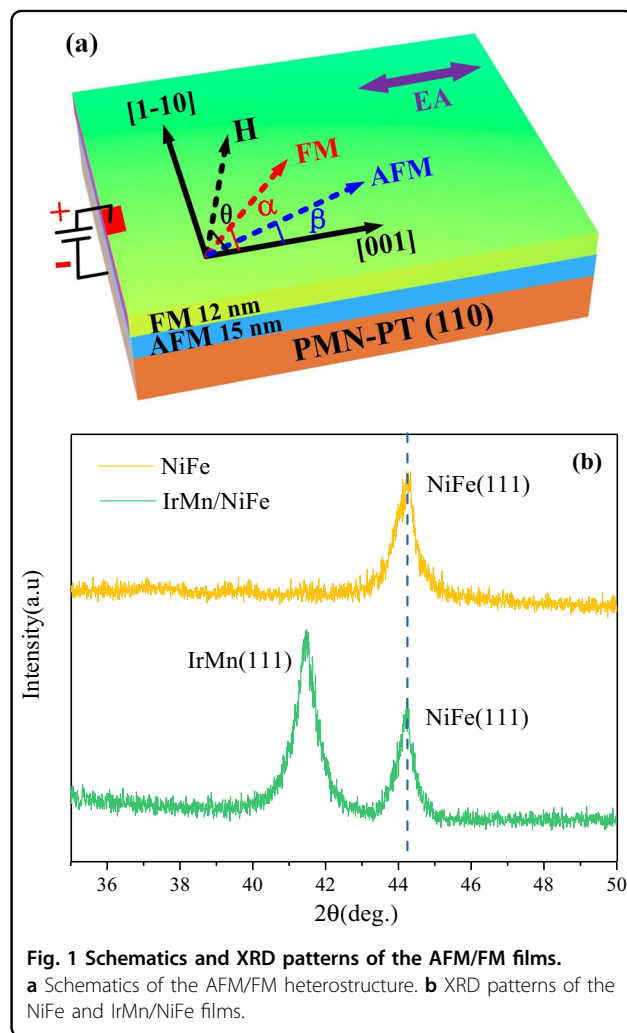 (a)
[1-10]
H
FM
AFM
EA
θ
α
β
[001]
+
-
FM 12 nm
AFM 15 nm
PMN-PT (110)
(b)
NiFe
IrMn/NiFe
NiFe(111)
IrMn(111)
NiFe(111)
Intensity(a.u)
36 38 40 42 44 46 48 50
2θ(deg.)
Fig. 1 Schematics and XRD patterns of the AFM/FM films.
a Schematics of the AFM/FM heterostructure. b XRD patterns of the
NiFe and IrMn/NiFe films.